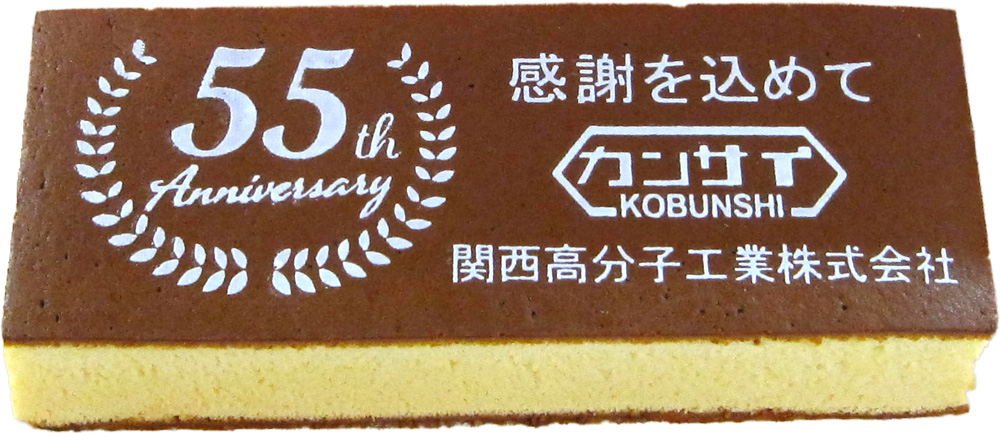 55th
Anniversary
感謝を込めて
カンサイ
KOBUNSHI
関西高分子工業株式会社